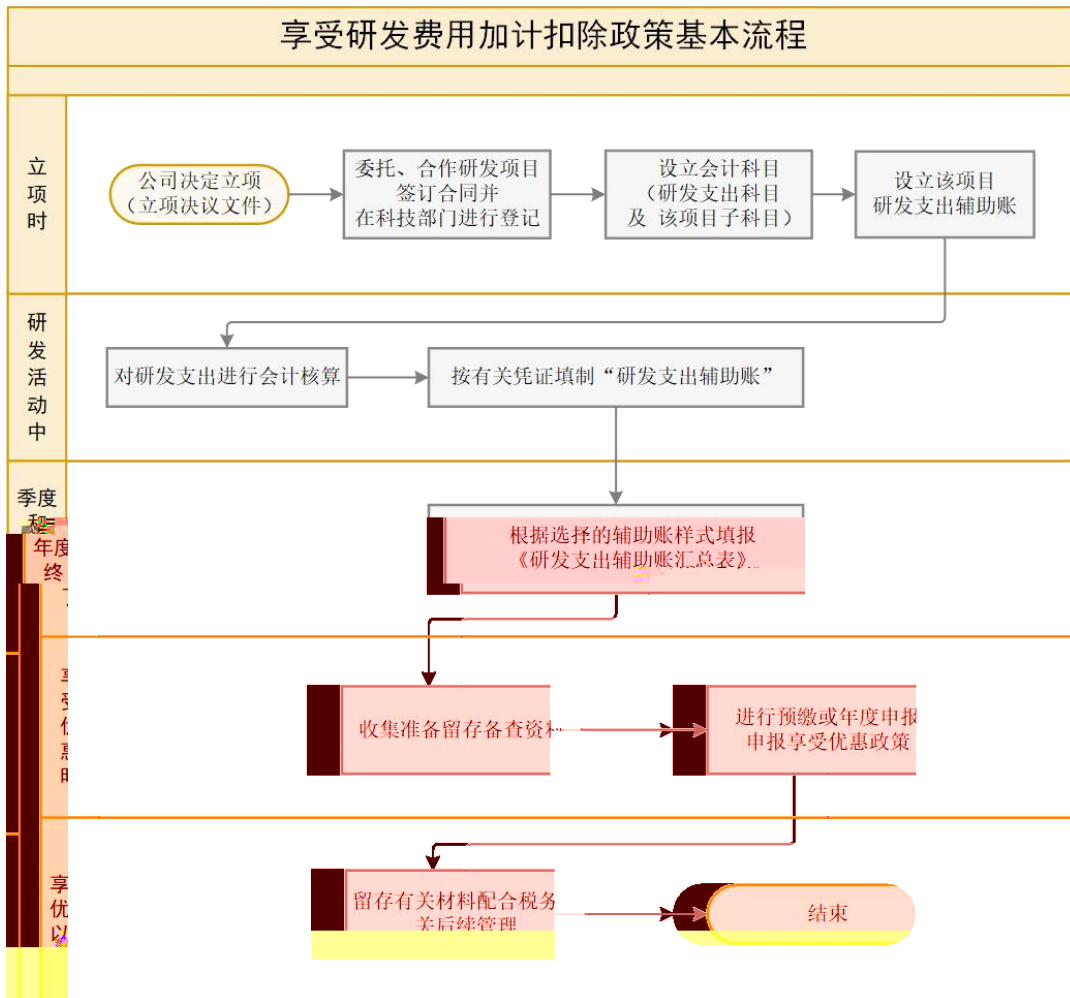 享受研发费用加计扣除政策基本流程
立项时
公司决定立项
（立项决议文件）
委托、合作研发项目
签订合同并
在科技部门进行登记
设立会计科目
（研发支出科目
及 该项目子科目）
设立该项目
研发支出辅助账
研发活动中
对研发支出进行会计核算
按有关凭证填制“研发支出辅助账”
季度
年度
终
根据选择的辅助账样式填报
《研发支出辅助账汇总表》
收集准备留存备查资
进行预缴或年度申报
申报享受优惠政策
享
优
以
留存有关材料配合税务
关后续管理
结束